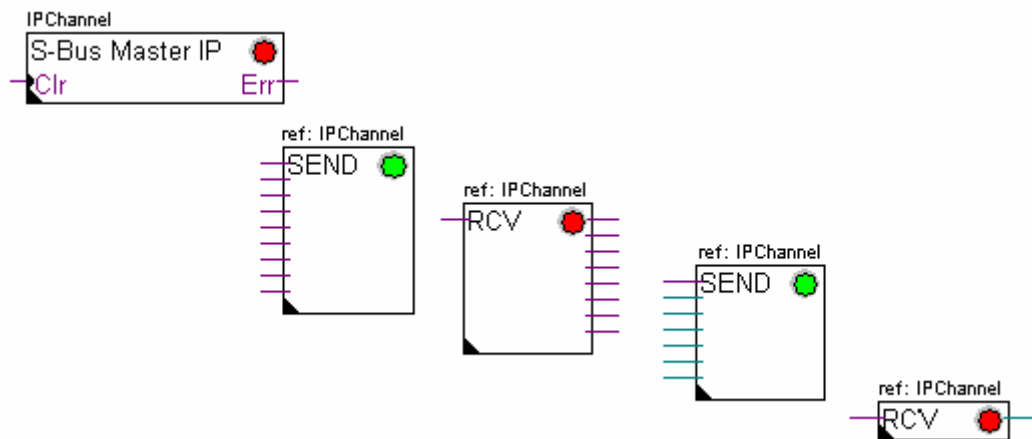 IPChannel
S-Bus Master IP
Clr Err
ref: IPChannel
SEND
ref: IPChannel
RCV
ref: IPChannel
SEND
ref: IPChannel
RCV